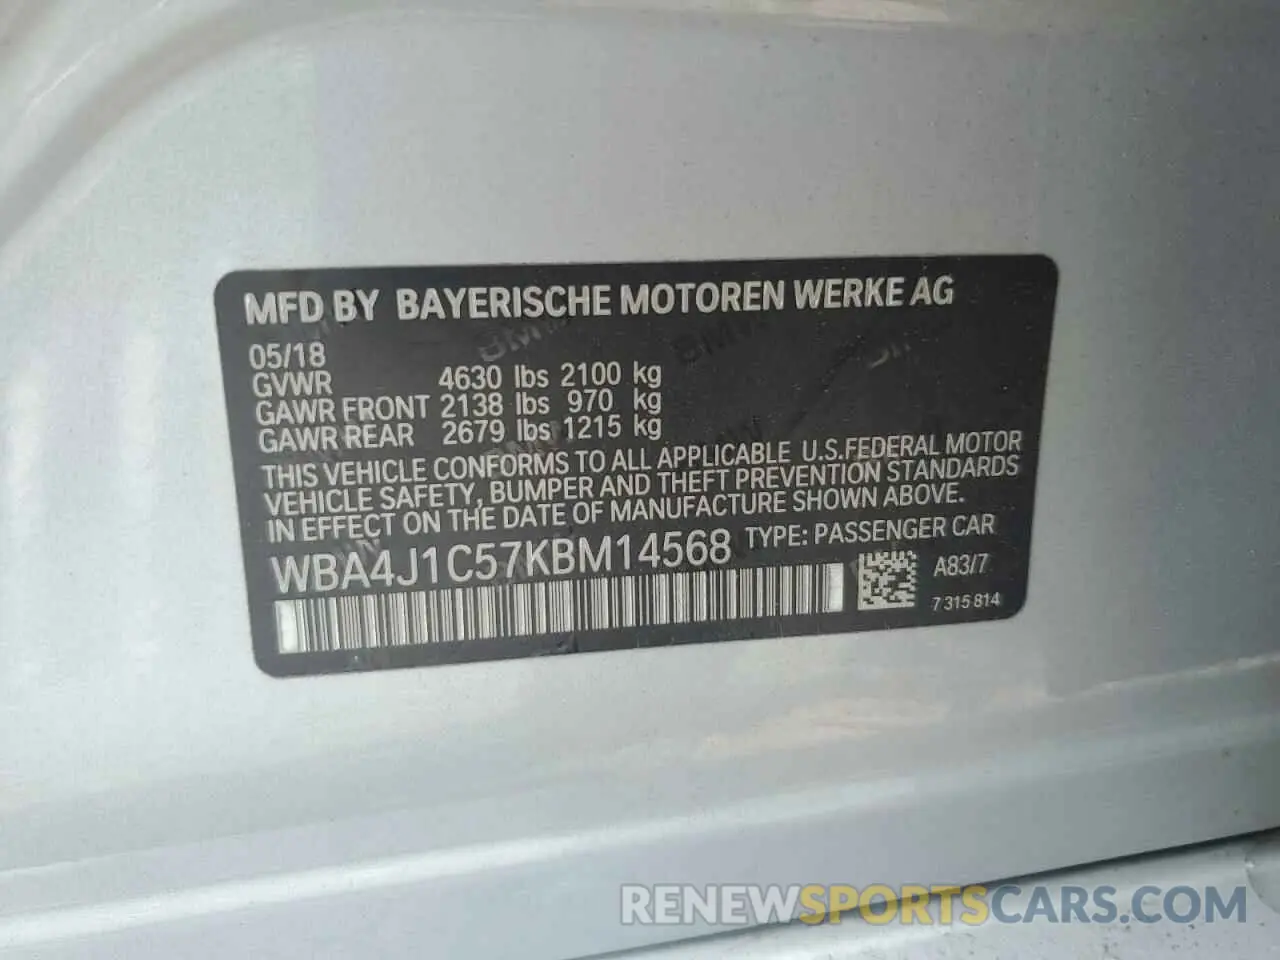 MFD BY BAYERISCHE MOTOREN WERKE AG
05/18
GVWR 4630 lbs 2100 kg
GAWR FRONT 2138 lbs 970 kg
GAWR REAR 2679 lbs 1215 kg
THIS VEHICLE CONFORMS TO ALL APPLICABLE U.S.FEDERAL MOTOR
VEHICLE SAFETY, BUMPER AND THEFT PREVENTION STANDARDS
IN EFFECT ON THE DATE OF MANUFACTURE SHOWN ABOVE.
WBA4J1C57KBM14568 TYPE: PASSENGER CAR
A83/7
7 315 814
RENEWSPORTSCARS.COM